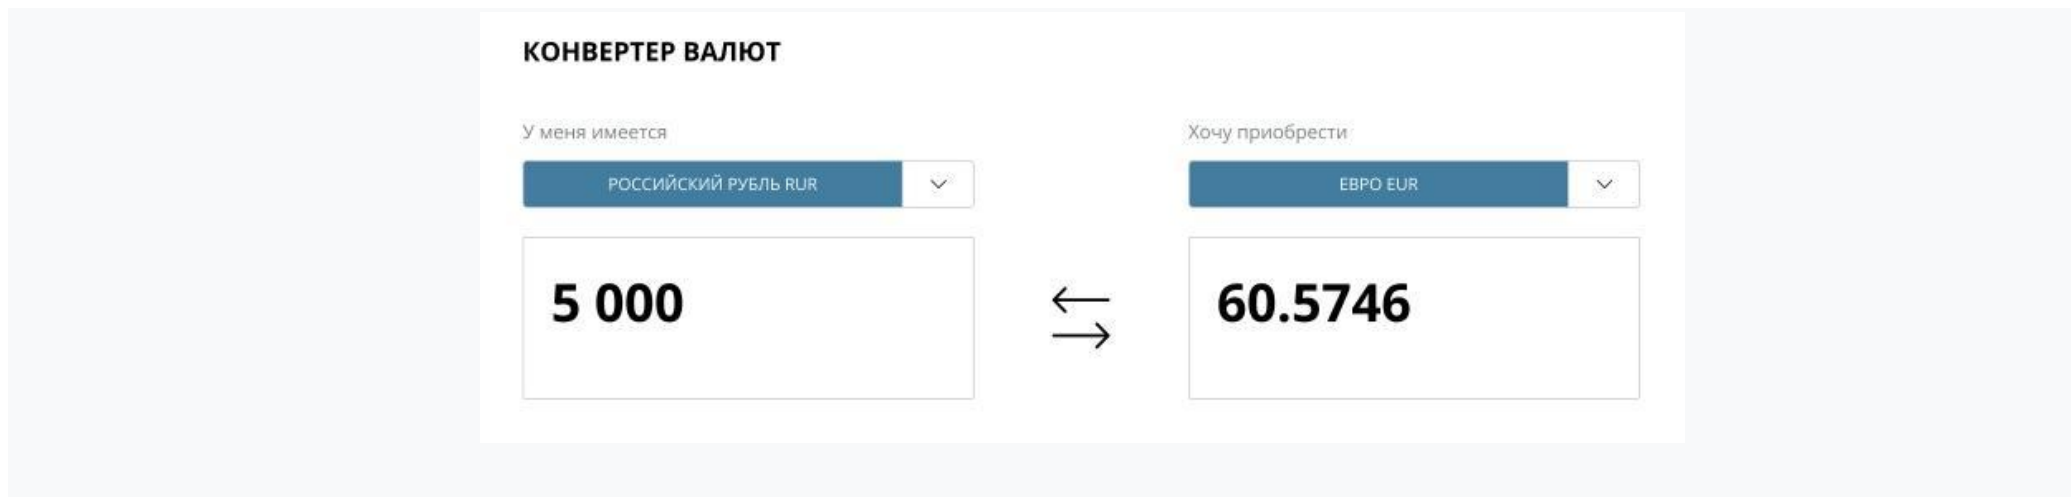 КОНВЕРТЕР ВАЛЮТ
У меня имеется
Хочу приобрести
РОССИЙСКИЙ РУБЛЬ RUR
ЕВРО EUR
5 000
60.5746